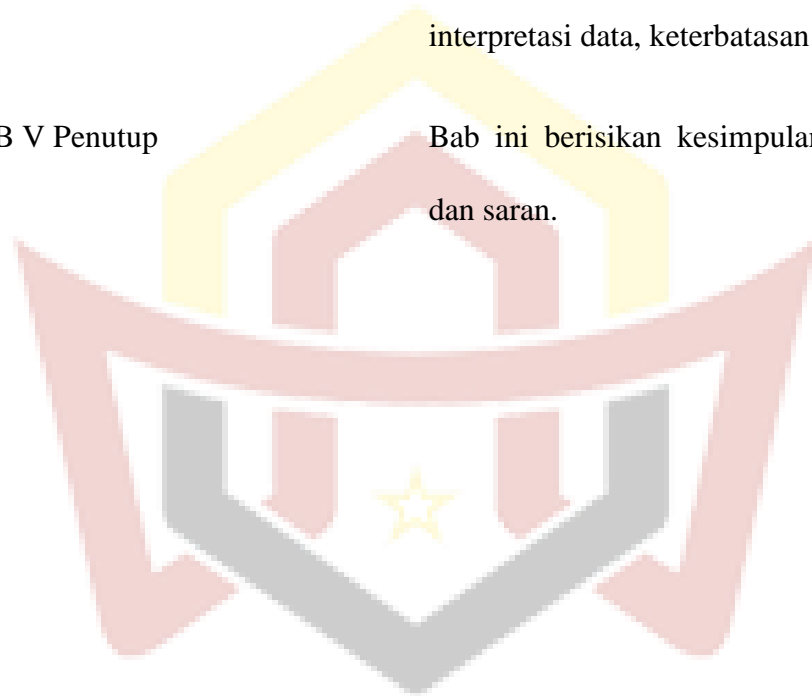 interpretasi data, keterbatasan
B V Penutup Bab ini berisikan kesimpulan
dan saran.